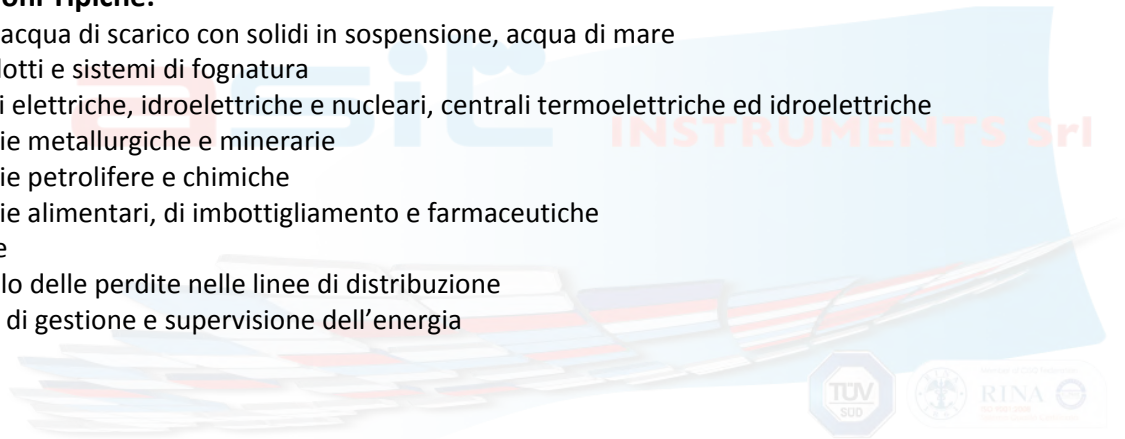 oni Tipiche:
acqua di scarico con solidi in sospensione, acqua di mare
lotti e sistemi di fognatura
i elettriche, idroelettriche e nucleari, centrali termoelettriche ed idroelettriche
asit INSTRUMENTS Srl
ie metallurgiche e minerarie
ie petrolifere e chimiche
ie alimentari, di imbottigliamento e farmaceutiche
e
lo delle perdite nelle linee di distribuzione
di gestione e supervisione dell’energia
TÜV
SUD
RINA